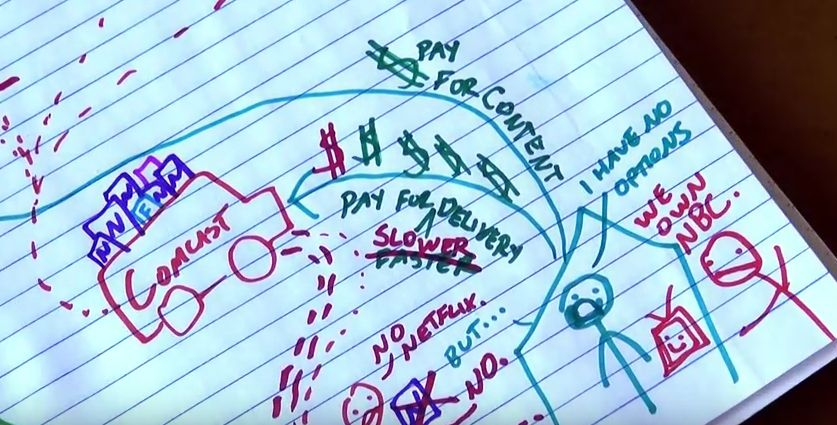 $ PAY
FOR CONTENT
$ $ $ $ $
PAY FOR DELIVERY
SLOWER
FASTER
N N N N N F
COMCAST
I HAVE NO
OPTIONS
WE
OWN
NBC.
NO
NETFLIX.
BUT...
NO.
N